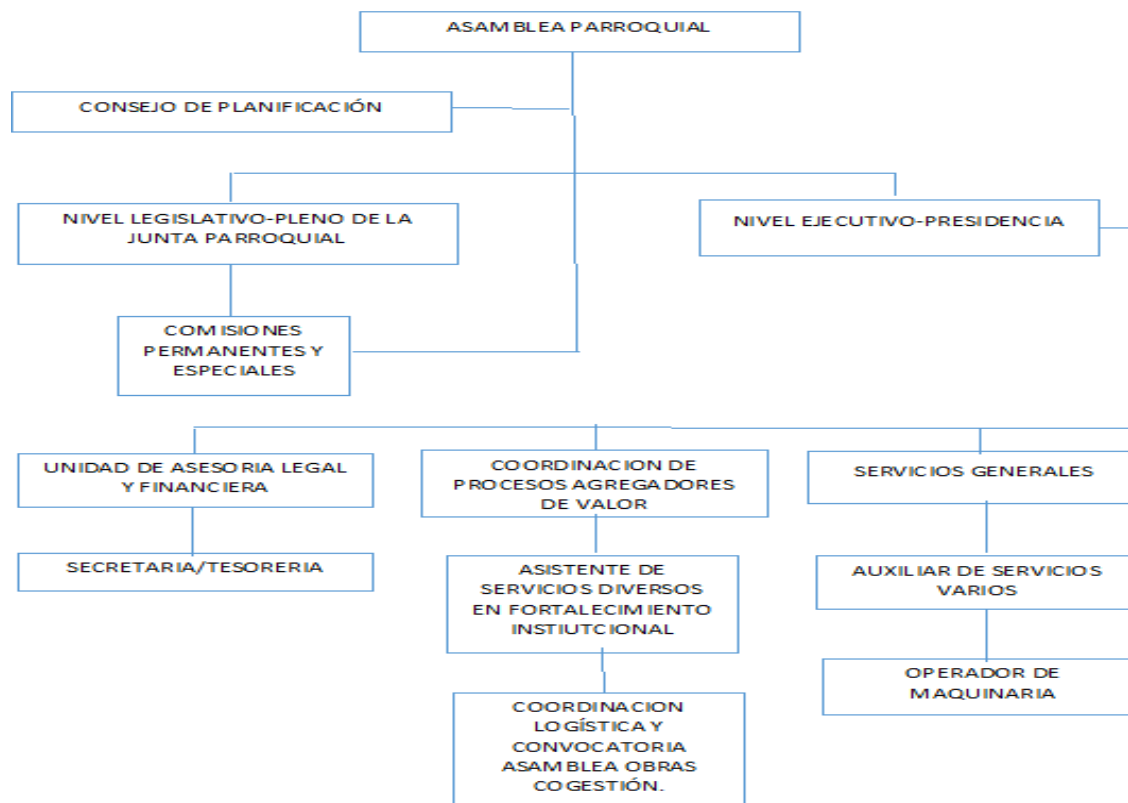 ASAMBLEA PARROQUIAL
CONSEJO DE PLANIFICACIÓN
NIVEL LEGISLATIVO-PLENO DE LA
JUNTA PARROQUIAL
NIVEL EJECUTIVO-PRESIDENCIA
COMISIONES
PERMANENTES Y
ESPECIALES
UNIDAD DE ASESORIA LEGAL
Y FINANCIERA
COORDINACION DE
PROCESOS AGREGADORES
DE VALOR
SERVICIOS GENERALES
SECRETARIA/TESORERIA
ASISTENTE DE
SERVICIOS DIVERSOS
EN FORTALECIMIENTO
INSTIUTCIONAL
AUXILIAR DE SERVICIOS
VARIOS
OPERADOR DE
MAQUINARIA
COORDINACION
LOGÍSTICA Y
CONVOCATORIA
ASAMBLEA OBRAS
COGESTIÓN.